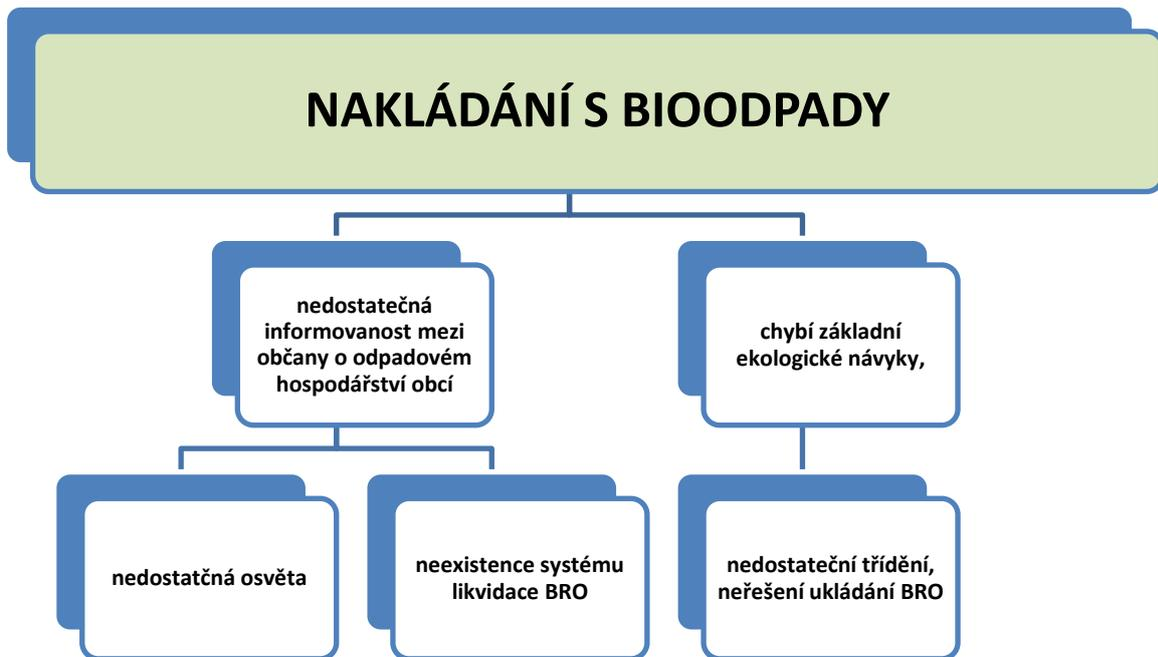 NAKLÁDÁNÍ S BIOODPADY
nedostatečná
informovanost mezi
občany o odpadovém
hospodářství obcí
chybí základní
ekologické návyky,
nedostatčná osvěta
neexistence systému
likvidace BRO
nedostateční třídění,
neřešení ukládání BRO